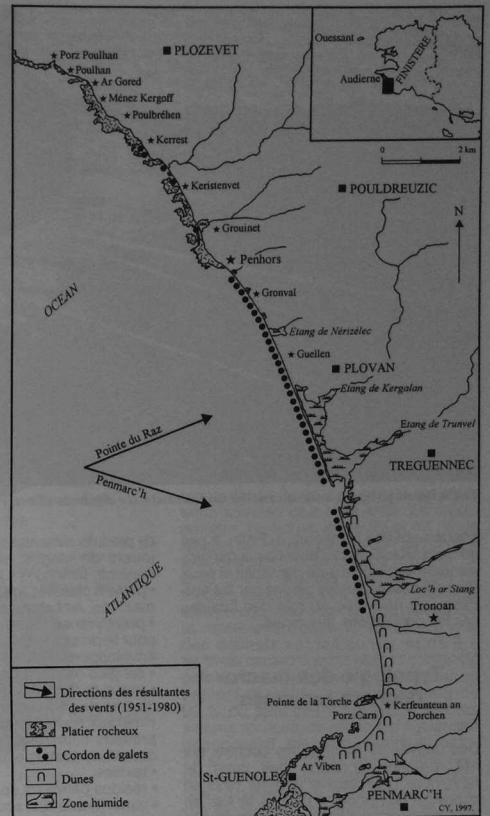 Ouessant
FINISTERE
Audierne
0 2 km
N
Porz Poulhan
PLOZEVET
Poulhan
Ar Gored
Ménez Kergoff
Poulbréhen
Kerrest
Keristenvet
POULDREUZIC
Grouinet
Penhors
OCEAN
Gronval
Etang de Nérizélec
Guellen
PLOVAN
Etang de Kergalan
Etang de Trunvel
Pointe du Raz
TREGUENNEC
Penmarc'h
ATLANTIQUE
Loc'h ar Stang
Tronoan
Pointe de la Torche
Kerfeunteun an
Dorchen
Porz Carn
Ar Viben
St-GUENOLE
PENMARC'H
CY, 1997.
Directions des résultantes
des vents (1951-1980)
Platier rocheux
Cordon de galets
Dunes
Zone humide